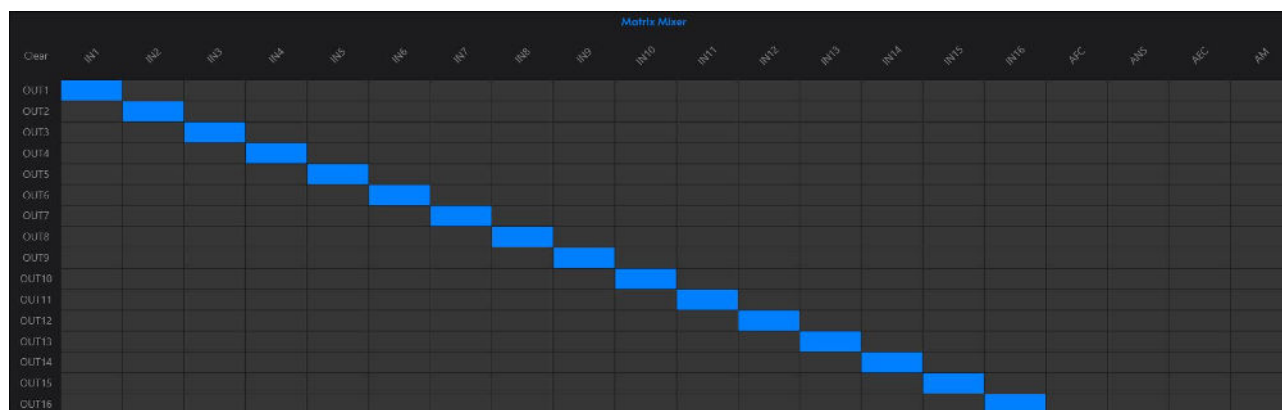 Matrix Mixer
Clear IN1 IN2 IN3 IN4 IN5 IN6 IN7 IN8 IN9 IN10 IN11 IN12 IN13 IN14 IN15 IN16 AFC ANS AEC AM
OUT1
OUT2
OUT3
OUT4
OUT5
OUT6
OUT7
OUT8
OUT9
OUT10
OUT11
OUT12
OUT13
OUT14
OUT15
OUT16